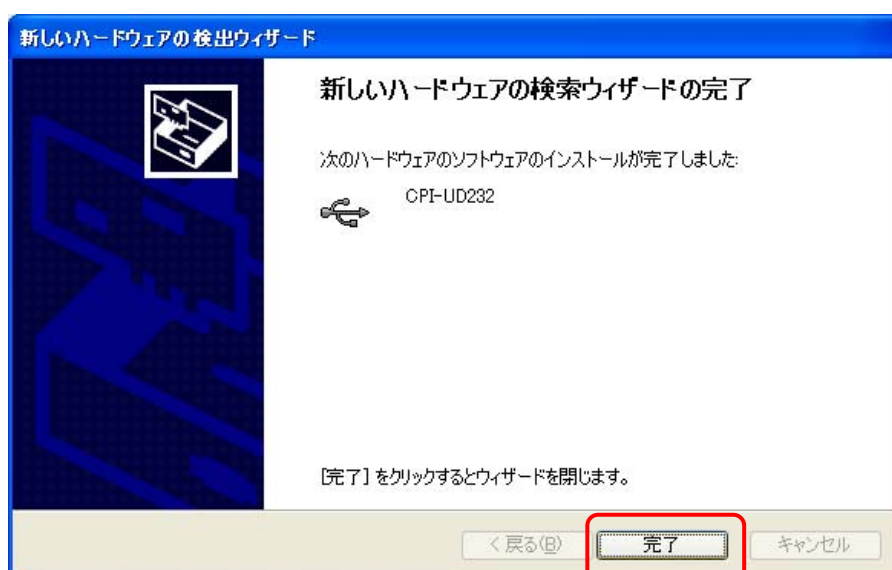 新しいハードウェアの検出ウィザード
新しいハードウェアの検索ウィザードの完了
次のハードウェアのソフトウェアのインストールが完了しました:
CPI-UD232
[完了] をクリックするとウィザードを閉じます。
< 戻る(B) 完了 キャンセル